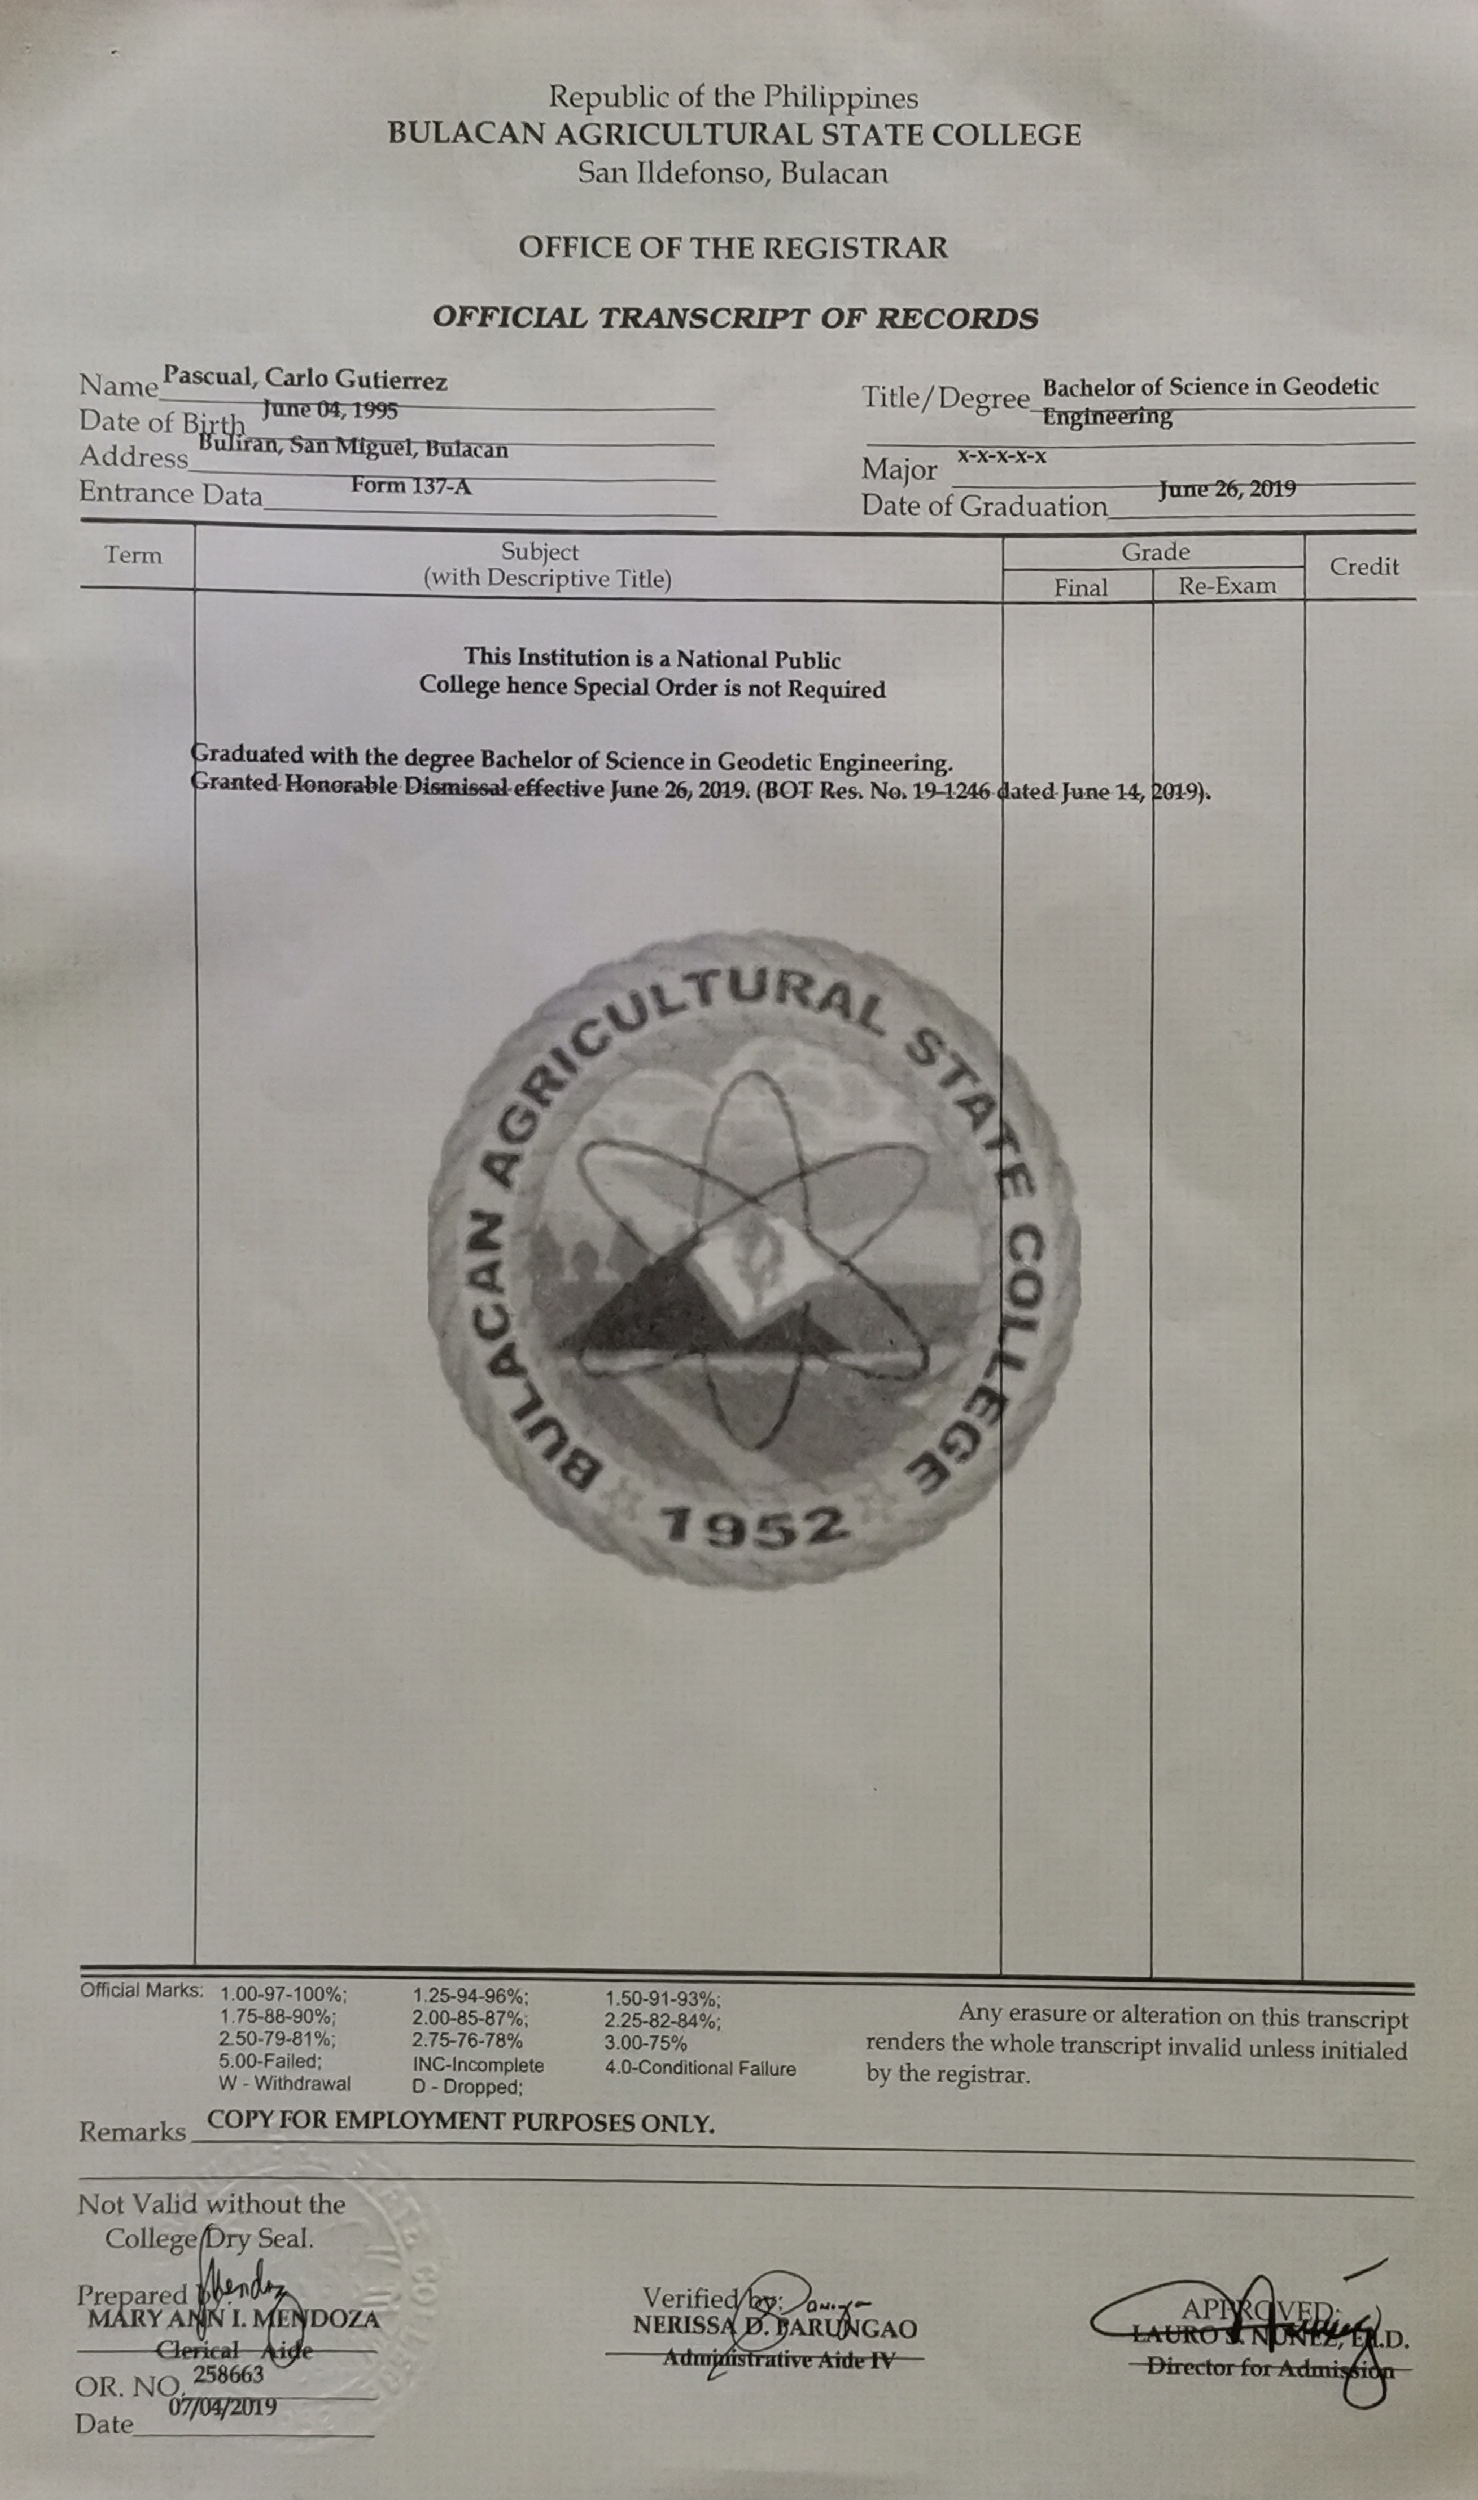 Republic of the Philippines
BULACAN AGRICULTURAL STATE COLLEGE
San Ildefonso, Bulacan
OFFICE OF THE REGISTRAR
OFFICIAL TRANSCRIPT OF RECORDS
Name Pascual, Carlo Gutierrez
Date of Birth June 04, 1995
Address Buliran, San Miguel, Bulacan
Entrance Data Form 137-A
Title/Degree Bachelor of Science in Geodetic
Engineering
Major x-x-x-x-x
Date of Graduation June 26, 2019
Term
Subject
(with Descriptive Title)
Grade
Final
Re-Exam
Credit
This Institution is a National Public
College hence Special Order is not Required
Graduated with the degree Bachelor of Science in Geodetic Engineering.
Granted Honorable Dismissal effective June 26, 2019. (BOT Res. No. 19-1246 dated June 14, 2019).
BULACAN AGRICULTURAL STATE COLLEGE
1952
Official Marks: 1.00-97-100%; 1.25-94-96%; 1.50-91-93%;
1.75-88-90%; 2.00-85-87%; 2.25-82-84%;
2.50-79-81%; 2.75-76-78% 3.00-75%
5.00-Failed; INC-Incomplete 4.0-Conditional Failure
W - Withdrawal D - Dropped;
Any erasure or alteration on this transcript
renders the whole transcript invalid unless initialed
by the registrar.
Remarks COPY FOR EMPLOYMENT PURPOSES ONLY.
Not Valid without the
College Dry Seal.
Prepared by:
MARY ANN I. MENDOZA
Clerical Aide
OR. NO. 258663
Date 07/04/2019
Verified by:
NERISSA D. PARUNGAO
Administrative Aide IV
APPROVED:
LAURO S. NUÑEZ, Ed.D.
Director for Admission